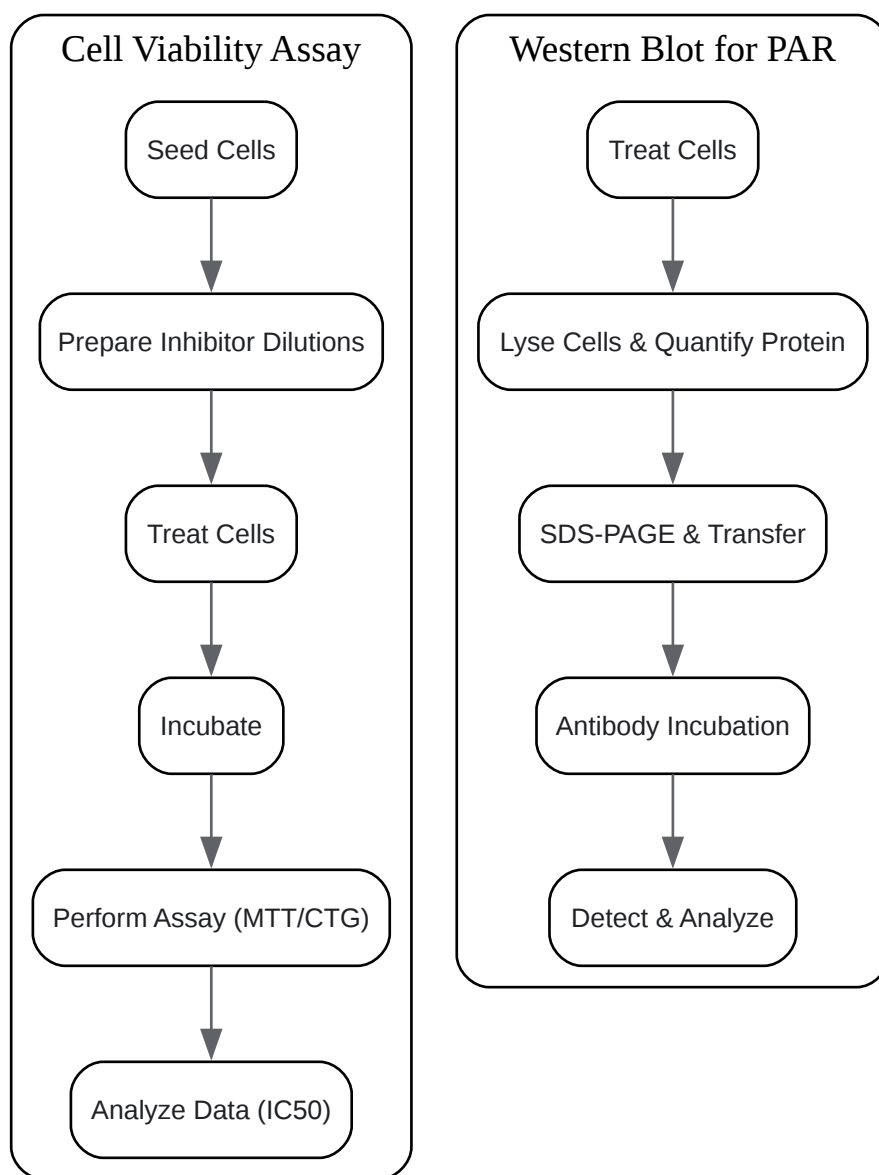 Cell Viability Assay
Seed Cells
Prepare Inhibitor Dilutions
Treat Cells
Incubate
Perform Assay (MTT/CTG)
Analyze Data (IC50)
Western Blot for PAR
Treat Cells
Lyse Cells & Quantify Protein
SDS-PAGE & Transfer
Antibody Incubation
Detect & Analyze